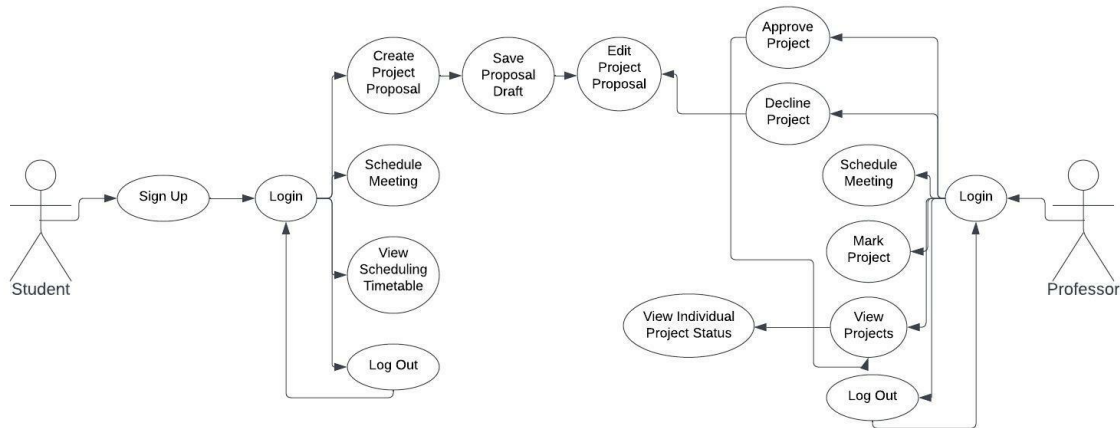 Create
Project
Proposal
Save
Proposal
Draft
Edit
Project
Proposal
Approve
Project
Decline
Project
Schedule
Meeting
Schedule
Meeting
Sign Up
Login
Login
Mark
Project
View
Scheduling
Timetable
Student
Professor
View Individual
Project Status
View
Projects
Log Out
Log Out